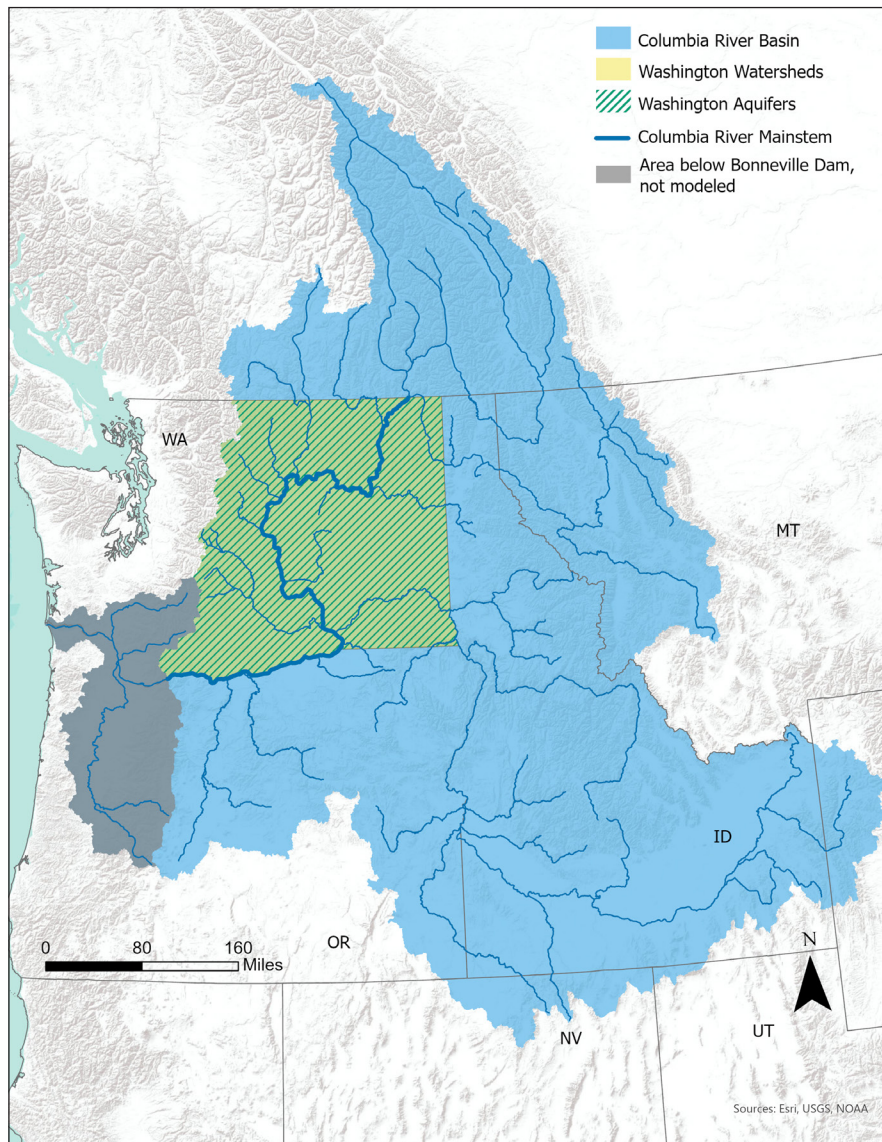 Columbia River Basin
Washington Watersheds
Washington Aquifers
Columbia River Mainstem
Area below Bonneville Dam,
not modeled
WA
MT
ID
OR
0 80 160
Miles
N
NV
UT
Sources: Esri, USGS, NOAA